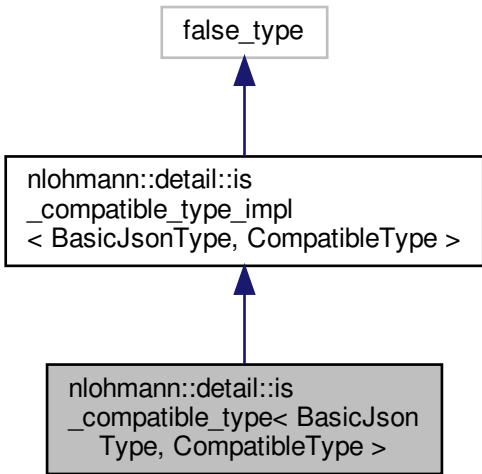 false_type
nlohmann::detail::is
_compatible_type_impl
< BasicJsonType, CompatibleType >
nlohmann::detail::is
_compatible_type< BasicJson
Type, CompatibleType >